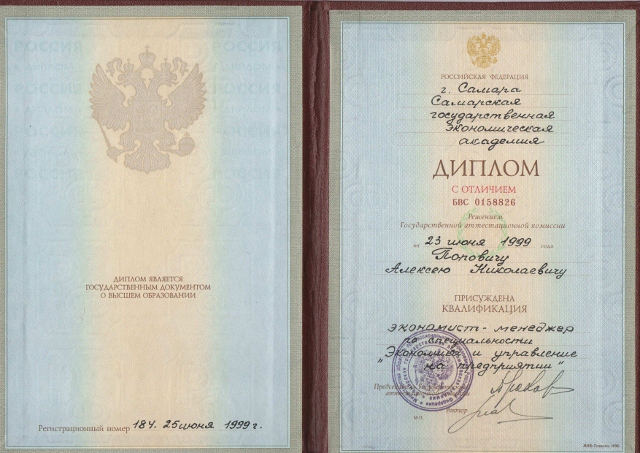 ДИПЛОМ ЯВЛЯЕТСЯ
ГОСУДАРСТВЕННЫМ ДОКУМЕНТОМ
О ВЫСШЕМ ОБРАЗОВАНИИ
Регистрационный номер 184. 25 июня 1999 г.
РОССИЙСКАЯ ФЕДЕРАЦИЯ
г. Самара
Самарская
государственная
экономическая
академия
ДИПЛОМ
С ОТЛИЧИЕМ
БВС 0158826
Решением
Государственной аттестационной комиссии
от 23 июня 1999 года
Поповичу
Алексею Николаевичу
ПРИСУЖДЕНА
КВАЛИФИКАЦИЯ
экономист-менеджер
по специальности
„Экономика и управление
на предприятии"